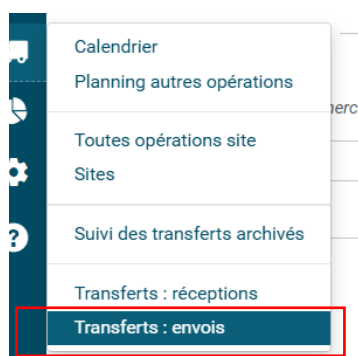 Calendrier
Planning autres opérations
Toutes opérations site
Sites
Suivi des transferts archivés
Transferts : réceptions
Transferts : envois